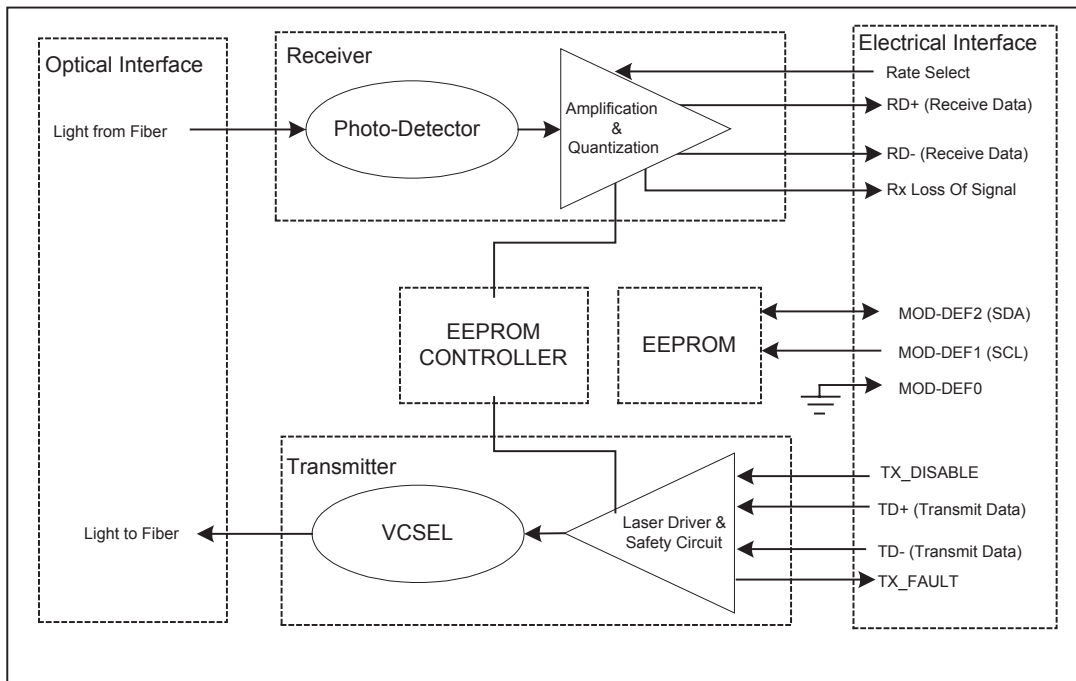 Optical Interface
Light from Fiber
Light to Fiber
Receiver
Photo-Detector
Amplification
&
Quantization
EEPROM
CONTROLLER
EEPROM
Transmitter
VCSEL
Laser Driver &
Safety Circuit
Electrical Interface
Rate Select
RD+ (Receive Data)
RD- (Receive Data)
Rx Loss Of Signal
MOD-DEF2 (SDA)
MOD-DEF1 (SCL)
MOD-DEF0
TX_DISABLE
TD+ (Transmit Data)
TD- (Transmit Data)
TX_FAULT